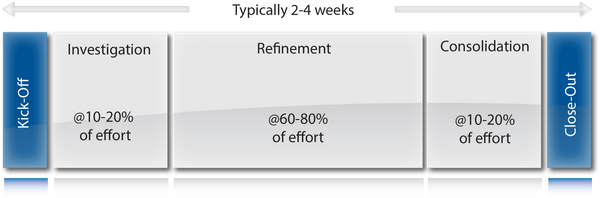 Typically 2-4 weeks
Kick-Off
Investigation
@10-20%
of effort
Refinement
@60-80%
of effort
Consolidation
@10-20%
of effort
Close-Out